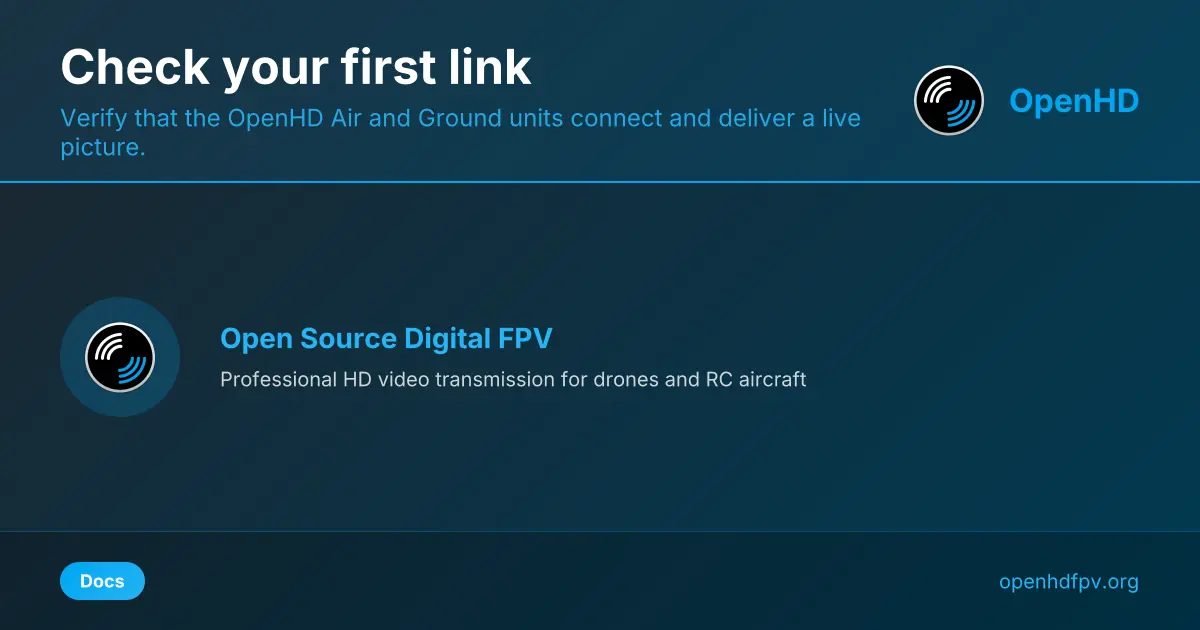 Check your first link
Verify that the OpenHD Air and Ground units connect and deliver a live
picture.
OpenHD
Open Source Digital FPV
Professional HD video transmission for drones and RC aircraft
Docs
openhdfpv.org